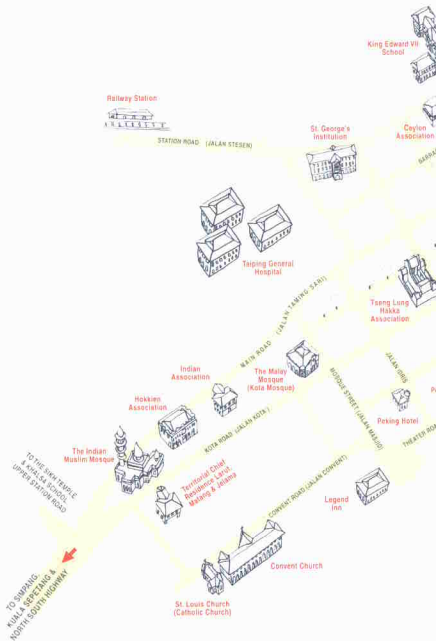 King Edward VII
School
Railway Station
St. George's
Institution
Ceylon
Association
STATION ROAD (JALAN STESEN)
Taiping General
Hospital
MAIN ROAD (JALAN TAMING SARI)
Tseng Lung
Hakka
Association
Indian
Association
The Malay
Mosque
(Kota Mosque)
JALAN IDRIS
Hokkien
Association
MOSQUE STREET (JALAN MASJID)
Peking Hotel
KOTA ROAD (JALAN KOTA)
THEATER ROA
The Indian
Muslim Mosque
TO THE SIKH TEMPLE
& KHALSA SCHOOL
UPPER STATION ROAD
Territorial Chief
Residence Larut,
Matang & Selama
CONVENT ROAD (JALAN CONVENT)
Legend
Inn
Convent Church
TO SIMPANG,
KUALA SEPETANG &
NORTH SOUTH HIGHWAY
St. Louis Church
(Catholic Church)